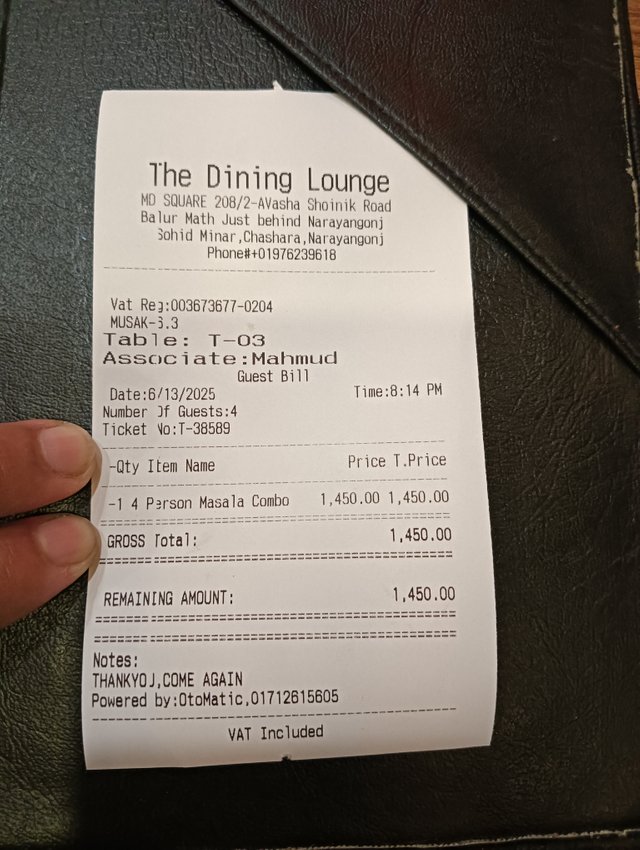 The Dining Lounge
MD SQUARE 208/2-AVasha Shoinik Road
Balur Math Just behind Narayangonj
Sohid Minar,Chashara,Narayangonj
Phone#+01976239618
Vat Reg:003673677-0204
MUSAK-6.3
Table: T-03
Associate:Mahmud
Guest Bill
Date:6/13/2025 Time:8:14 PM
Number Of Guests:4
Ticket No:T-38589
-Qty Item Name Price T.Price
-1 4 Person Masala Combo 1,450.00 1,450.00
GROSS Total: 1,450.00
REMAINING AMOUNT: 1,450.00
Notes:
THANKYOU,COME AGAIN
Powered by:OtoMatic,01712615605
VAT Included